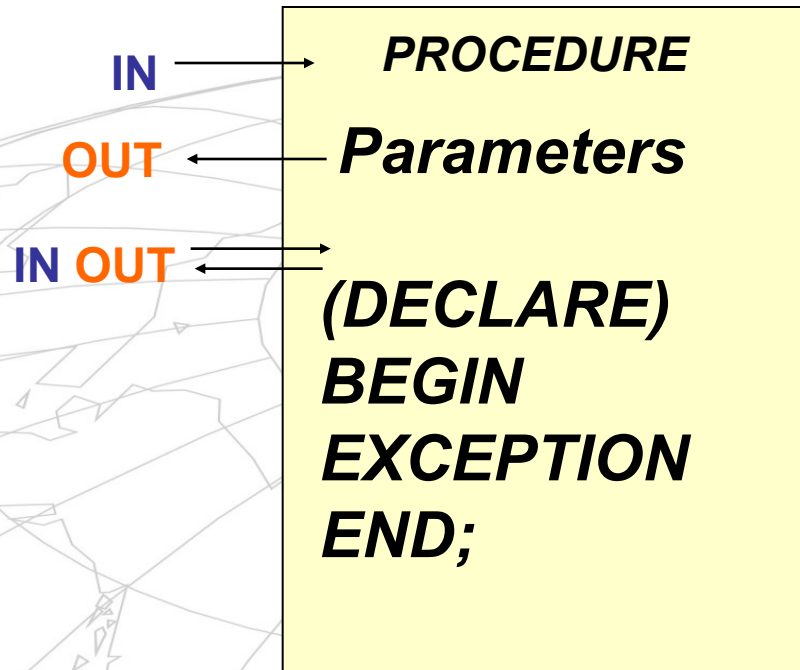 IN
PROCEDURE
OUT
Parameters
IN OUT
(DECLARE)
BEGIN
EXCEPTION
END;